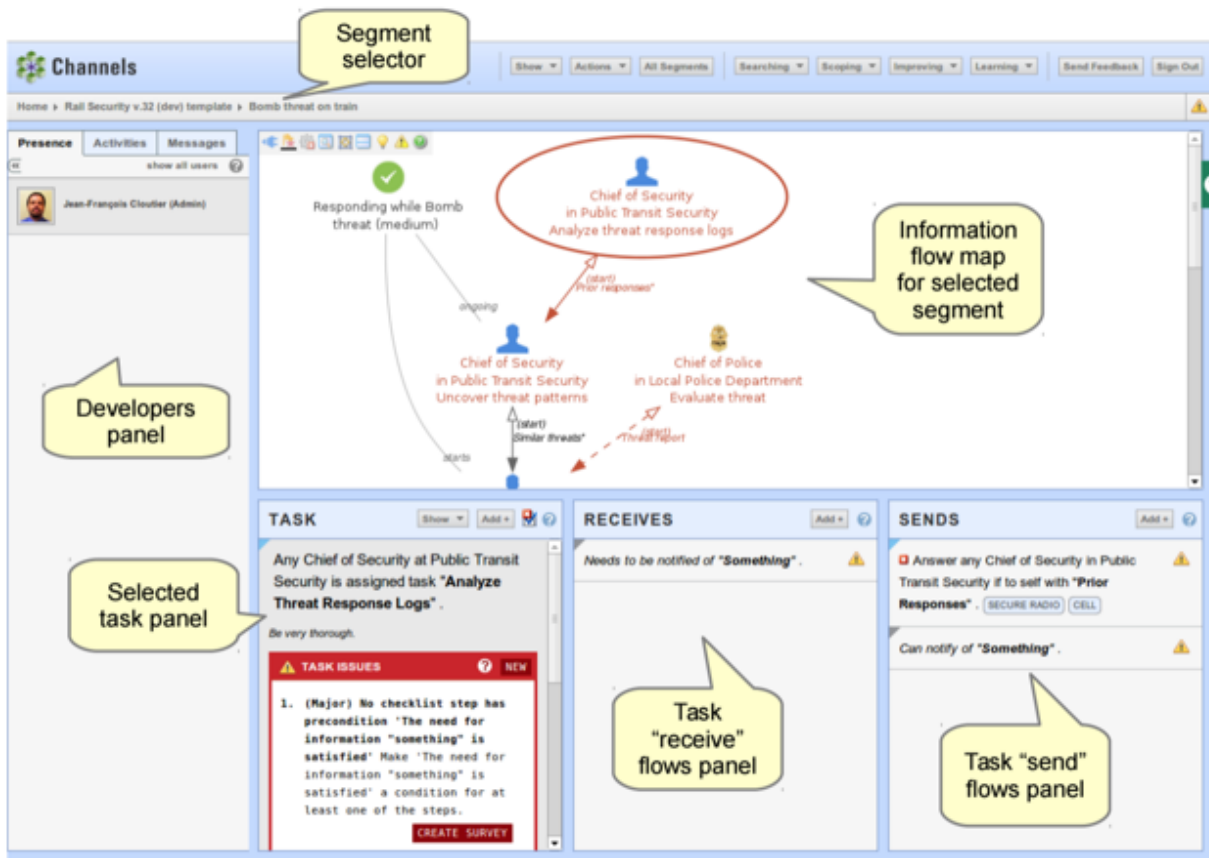 Segment
selector
Channels
Show
Actions
All Segments
Searching
Scoping
Improving
Learning
Send Feedback
Sign Out
Home › Rail Security v.32 (dev) template › Bomb threat on train
Presence
Activities
Messages
show all users
Jean-François Cloutier (Admin)
Responding while Bomb
threat (medium)
Chief of Security
in Public Transit Security
Analyze threat response logs
Information
flow map
for selected
segment
(start)
Prior responses"
ongoing
Chief of Security
in Public Transit Security
Uncover threat patterns
Chief of Police
in Local Police Department
Evaluate threat
Developers
panel
(start)
Similar threats"
(start)
Threat report
starts
TASK
Show
Add +
Any Chief of Security at Public Transit
Security is assigned task "Analyze
Threat Response Logs" .
Be very thorough.
Selected
task panel
TASK ISSUES
? NEW
1. (Major) No checklist step has
precondition 'The need for
information "something" is
satisfied' Make 'The need for
information "something" is
satisfied' a condition for at
least one of the steps.
CREATE SURVEY
RECEIVES
Add +
Needs to be notified of "Something" .
Task
“receive”
flows panel
SENDS
Add +
Answer any Chief of Security in Public
Transit Security if to self with "Prior
Responses" . SECURE RADIO CELL
Can notify of "Something" .
Task “send”
flows panel